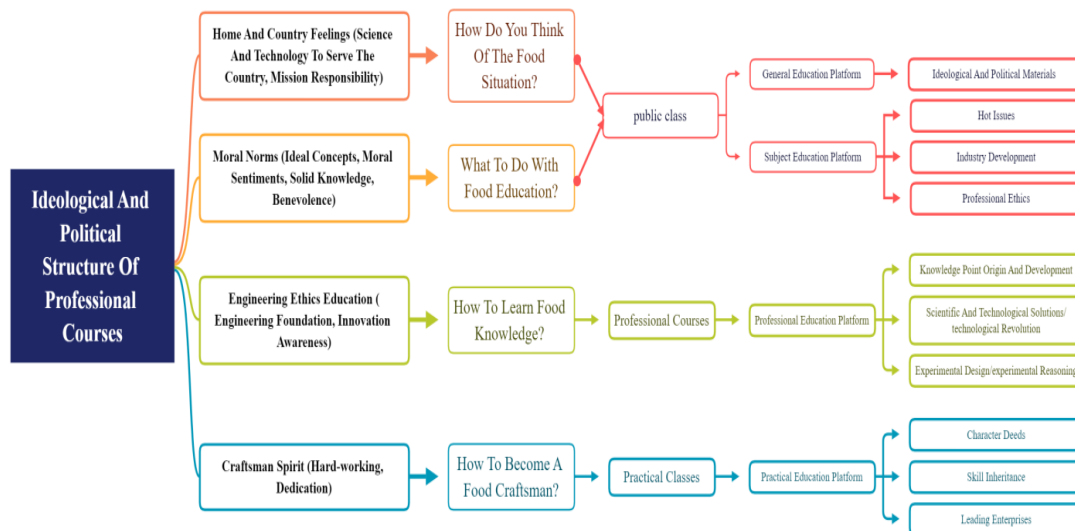 Ideological And
Political
Structure Of
Professional
Courses
Home And Country Feelings (Science
And Technology To Serve The
Country, Mission Responsibility)
How Do You Think
Of The Food
Situation?
Moral Norms (Ideal Concepts, Moral
Sentiments, Solid Knowledge,
Benevolence)
What To Do With
Food Education?
public class
General Education Platform
Ideological And Political Materials
Subject Education Platform
Hot Issues
Industry Development
Professional Ethics
Engineering Ethics Education (
Engineering Foundation, Innovation
Awareness)
How To Learn Food
Knowledge?
Professional Courses
Professional Education Platform
Knowledge Point Origin And Development
Scientific And Technological Solutions/
technological Revolution
Experimental Design/experimental Reasoning
Craftsman Spirit (Hard-working,
Dedication)
How To Become A
Food Craftsman?
Practical Classes
Practical Education Platform
Character Deeds
Skill Inheritance
Leading Enterprises